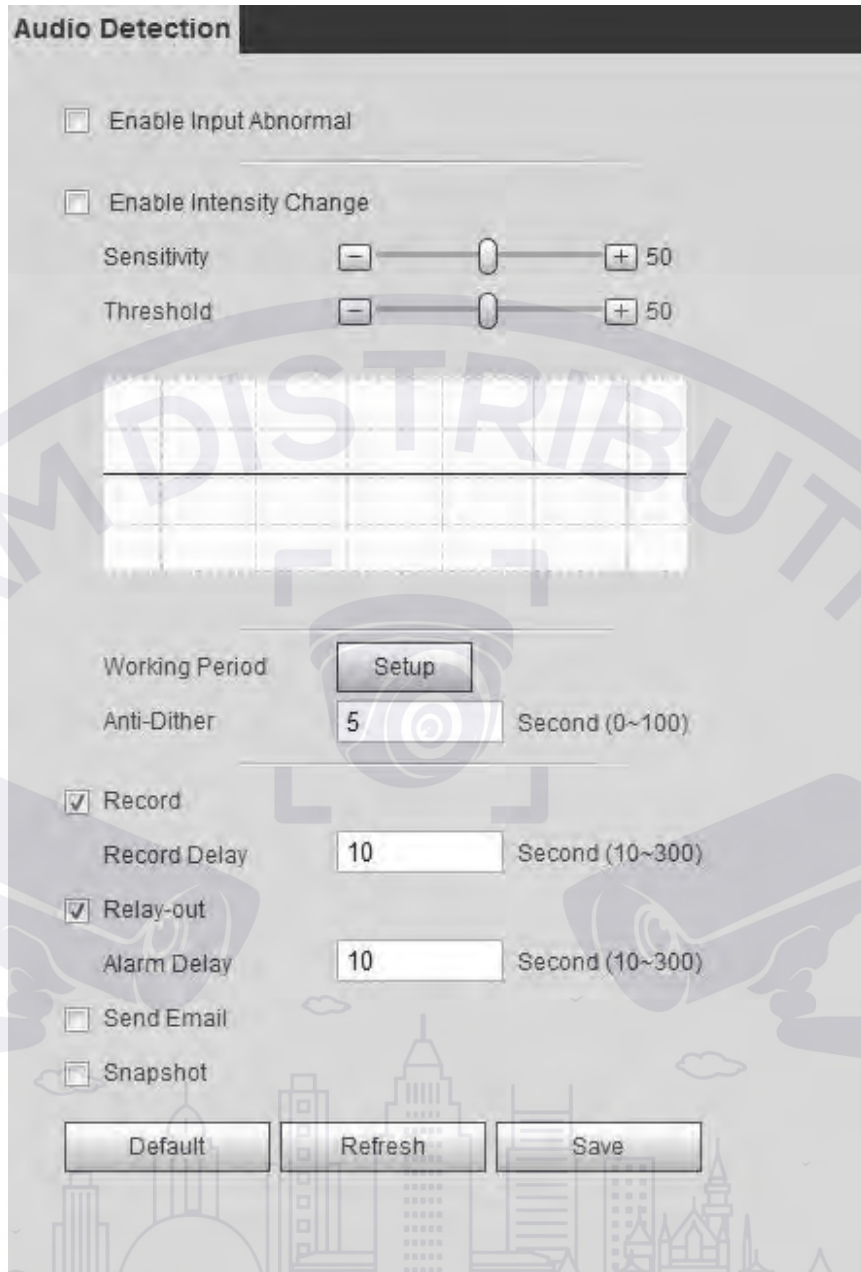 Audio Detection
Enable Input Abnormal
Enable Intensity Change
Sensitivity 50
Threshold 50
Working Period Setup
Anti-Dither 5 Second (0~100)
Record
Record Delay 10 Second (10~300)
Relay-out
Alarm Delay 10 Second (10~300)
Send Email
Snapshot
Default Refresh Save